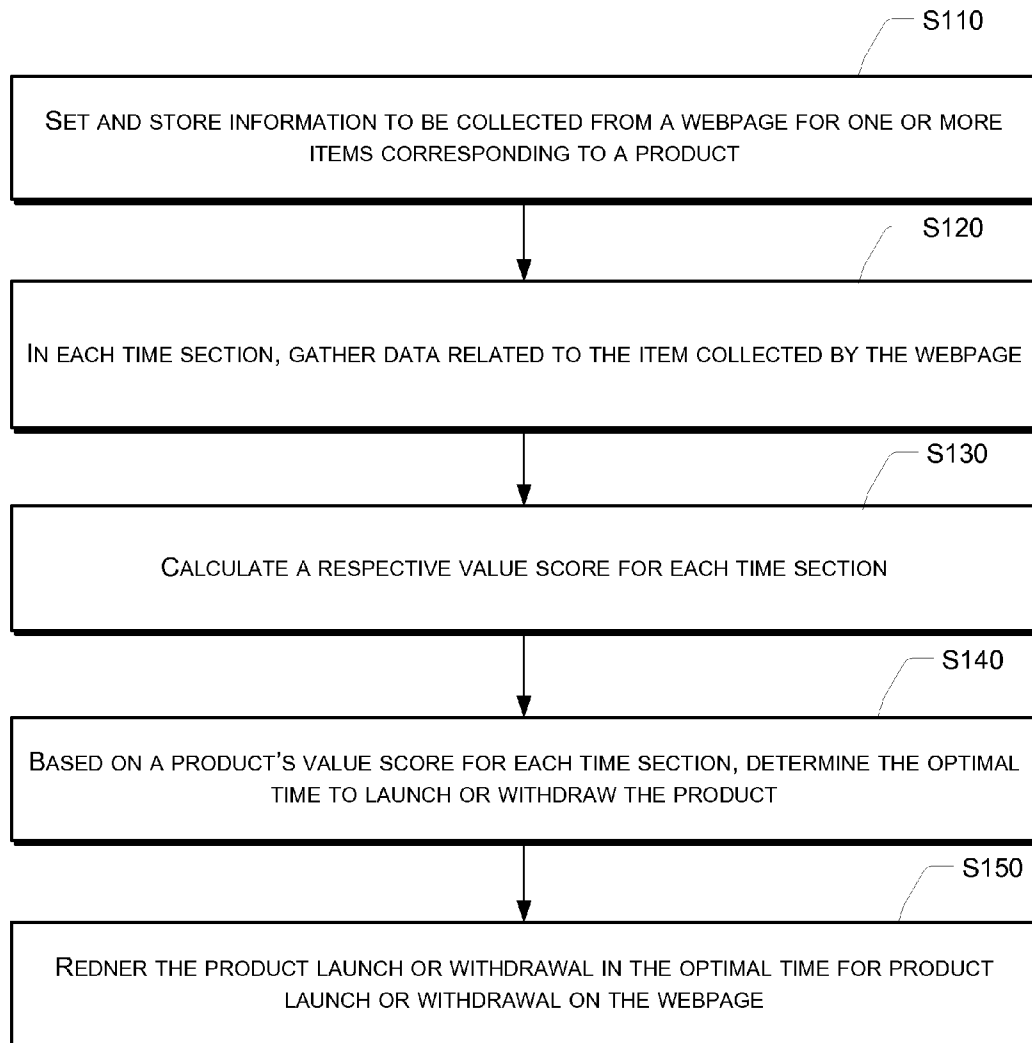 S110
SET AND STORE INFORMATION TO BE COLLECTED FROM A WEBPAGE FOR ONE OR MORE
ITEMS CORRESPONDING TO A PRODUCT
S120
IN EACH TIME SECTION, GATHER DATA RELATED TO THE ITEM COLLECTED BY THE WEBPAGE
S130
CALCULATE A RESPECTIVE VALUE SCORE FOR EACH TIME SECTION
S140
BASED ON A PRODUCT'S VALUE SCORE FOR EACH TIME SECTION, DETERMINE THE OPTIMAL
TIME TO LAUNCH OR WITHDRAW THE PRODUCT
S150
REDNER THE PRODUCT LAUNCH OR WITHDRAWAL IN THE OPTIMAL TIME FOR PRODUCT
LAUNCH OR WITHDRAWAL ON THE WEBPAGE